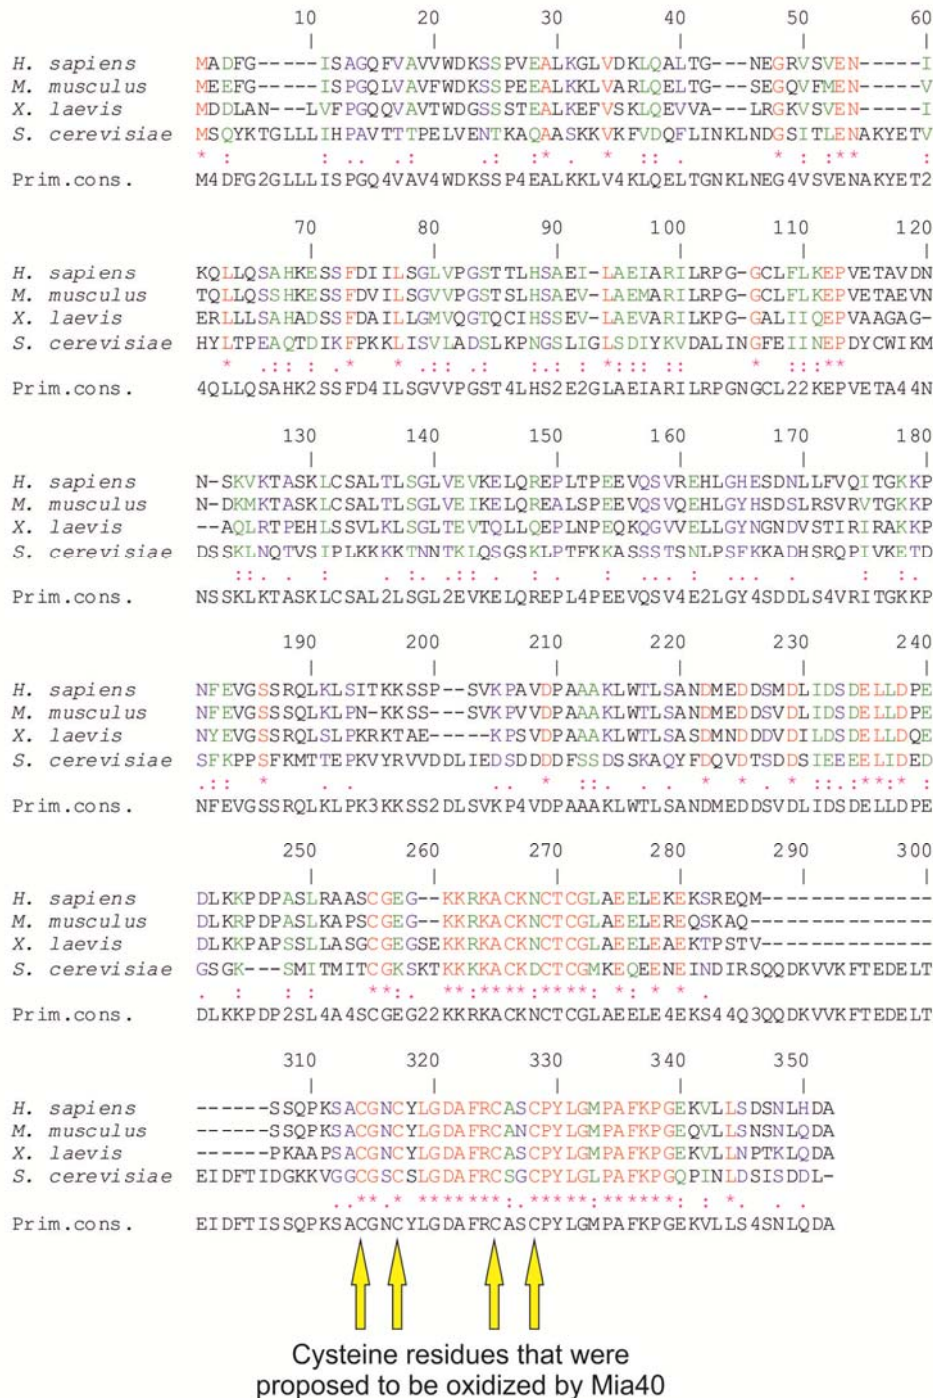 10 20 30 40 50 60
| | | | | |
H. sapiens MADFG-----ISAGQFVAVVWDKSSPVEALKGLVDKLQALTG---NEGRVSVEN-----I
M. musculus MEEFG-----ISPGQLVAVFWDKSSPEEALKKLVARLQELTG---SEGQVFMEN-----V
X. laevis MDDLAN---LVFPGQQVAVTWDGSSSTEALKEFVSKLQEVVA---LRGKVSVEN-----I
S. cerevisiae MSQYKTGLLLIHPAVTTTPELVENTKAQAASKKVKFVDQFLINKLNDGSITLENAKYETV
* : : .. .: .: :* . * :: . * : :**
Prim.cons. M4DFG2GLLLISPGQ4VAV4WDKSSP4EALKKLV4KLQELTGNKLNEG4VSVENAKYET2
70 80 90 100 110 120
| | | | | |
H. sapiens KQLLQSAHKESSFDIILSGLVPGSTTLHSAEI-LAEIARILRPG-GCLFLKEPVETAVDN
M. musculus TQLLQSSHKESSFDVILSGVVPGSTSLHSAEV-LAEMARILRPG-GCLFLKEPVETAEVN
X. laevis ERLLLSAHADSSFDAILLGMVQGTQCIHSSEV-LAEVARILKPG-GALIIQEPVAAGAG-
S. cerevisiae HYLTPEAQTDIKFPKKLISVLADSLKPNGSLIGLSDIYKVDALINGFEIINEPDYCWIKM
* .:: : * * .:: .: :.: : *::: :: * :::**
Prim.cons. 4QLLQSAHK2SSFD4ILSGVVPGST4LHS2E2GLAEIARILRPGNGCL22KEPVETA44N
130 140 150 160 170 180
| | | | | |
H. sapiens N-SKVKTASKLCSALTLSGLVEVKELQREPLTPEEVQSVREHLGHESDNLLFVQITGKKP
M. musculus N-DKMKTASKLCSALTLSGLVEIKELQREALSPEEVQSVQEHLGYHSDSLRSVRVTGKKP
X. laevis --AQLRTPEHLSSVLKLSGLTEVTQLLQEPLNPEQKQGVVELLGYNGNDVSTIRIRAKKP
S. cerevisiae DSSKLNQTVSIPLKKKKTNNTKLQSGSKLPTFKKASSSTSNLPSFKKADHSRQPIVKETD
::. . : . : .:: : . : .. : .. . : :.
Prim.cons. NSSKLKTASKLCSAL2LSGL2EVKELQREPL4PEEVQSV4E2LGY4SDDLS4VRITGKKP
190 200 210 220 230 240
| | | | | |
H. sapiens NFEVGSSRQLKLSITKKSSP--SVKPAVDPAAAKLWTLSANDMEDDSMDLIDSDELLDPE
M. musculus NFEVGSSSQLKLPN-KKSS---SVKPVVDPAAAKLWTLSANDMEDDSVDLIDSDELLDPE
X. laevis NYEVGSSRQLSLPKRKTAE-----KPSVDPAAAKLWTLSASDMNDDDVDILDSDELLDQE
S. cerevisiae SFKPPSFKMTTEPKVYRVVDDLIEDSDDDDFSSDSSKAQYFDQVDTSDDSIEEEELIDED
.:: * . . .. * :: . . * * * ::.:**:* :
Prim.cons. NFEVGSSRQLKLPK3KKSS2DLSVKP4VDPAAAKLWTLSANDMEDDSVDLIDSDELLDPE
250 260 270 280 290 300
| | | | | |
H. sapiens DLKKPDPASLRAASCGEG--KKRKACKNCTCGLAEELEKEKSREQM--------------
M. musculus DLKRPDPASLKAPSCGEG--KKRKACKNCTCGLAEELEREQSKAQ---------------
X. laevis DLKKPAPSSLLASGCGEGSEKKRKACKNCTCGLAEELEAEKTPSTV--------------
S. cerevisiae GSGK---SMITMITCGKSKTKKKKACKDCTCGMKEQEENEINDIRSQQDKVVKFTEDELT
. : : : **:. **:****:****: *: * * .
Prim.cons. DLKKPDP2SL4A4SCGEG22KKRKACKNCTCGLAEELE4EKS44Q3QQDKVVKFTEDELT
310 320 330 340 350
| | | | |
H. sapiens ------SSQPKSACGNCYLGDAFRCASCPYLGMPAFKPGEKVLLSDSNLHDA
M. musculus ------SSQPKSACGNCYLGDAFRCANCPYLGMPAFKPGEQVLLSNSNLQDA
X. laevis ------PKAAPSACGNCYLGDAFRCASCPYLGMPAFKPGEKVLLNPTKLQDA
S. cerevisiae EIDFTIDGKKVGGCGSCSLGDAFRCSGCPYLGLPAFKPGQPINLDSISDDL-
..**.* *******:.*****:******: : * . ..
Prim.cons. EIDFTISSQPKSACGNCYLGDAFRCASCPYLGMPAFKPGEKVLLS4SNLQDA
Cysteine residues that were
proposed to be oxidized by Mia40